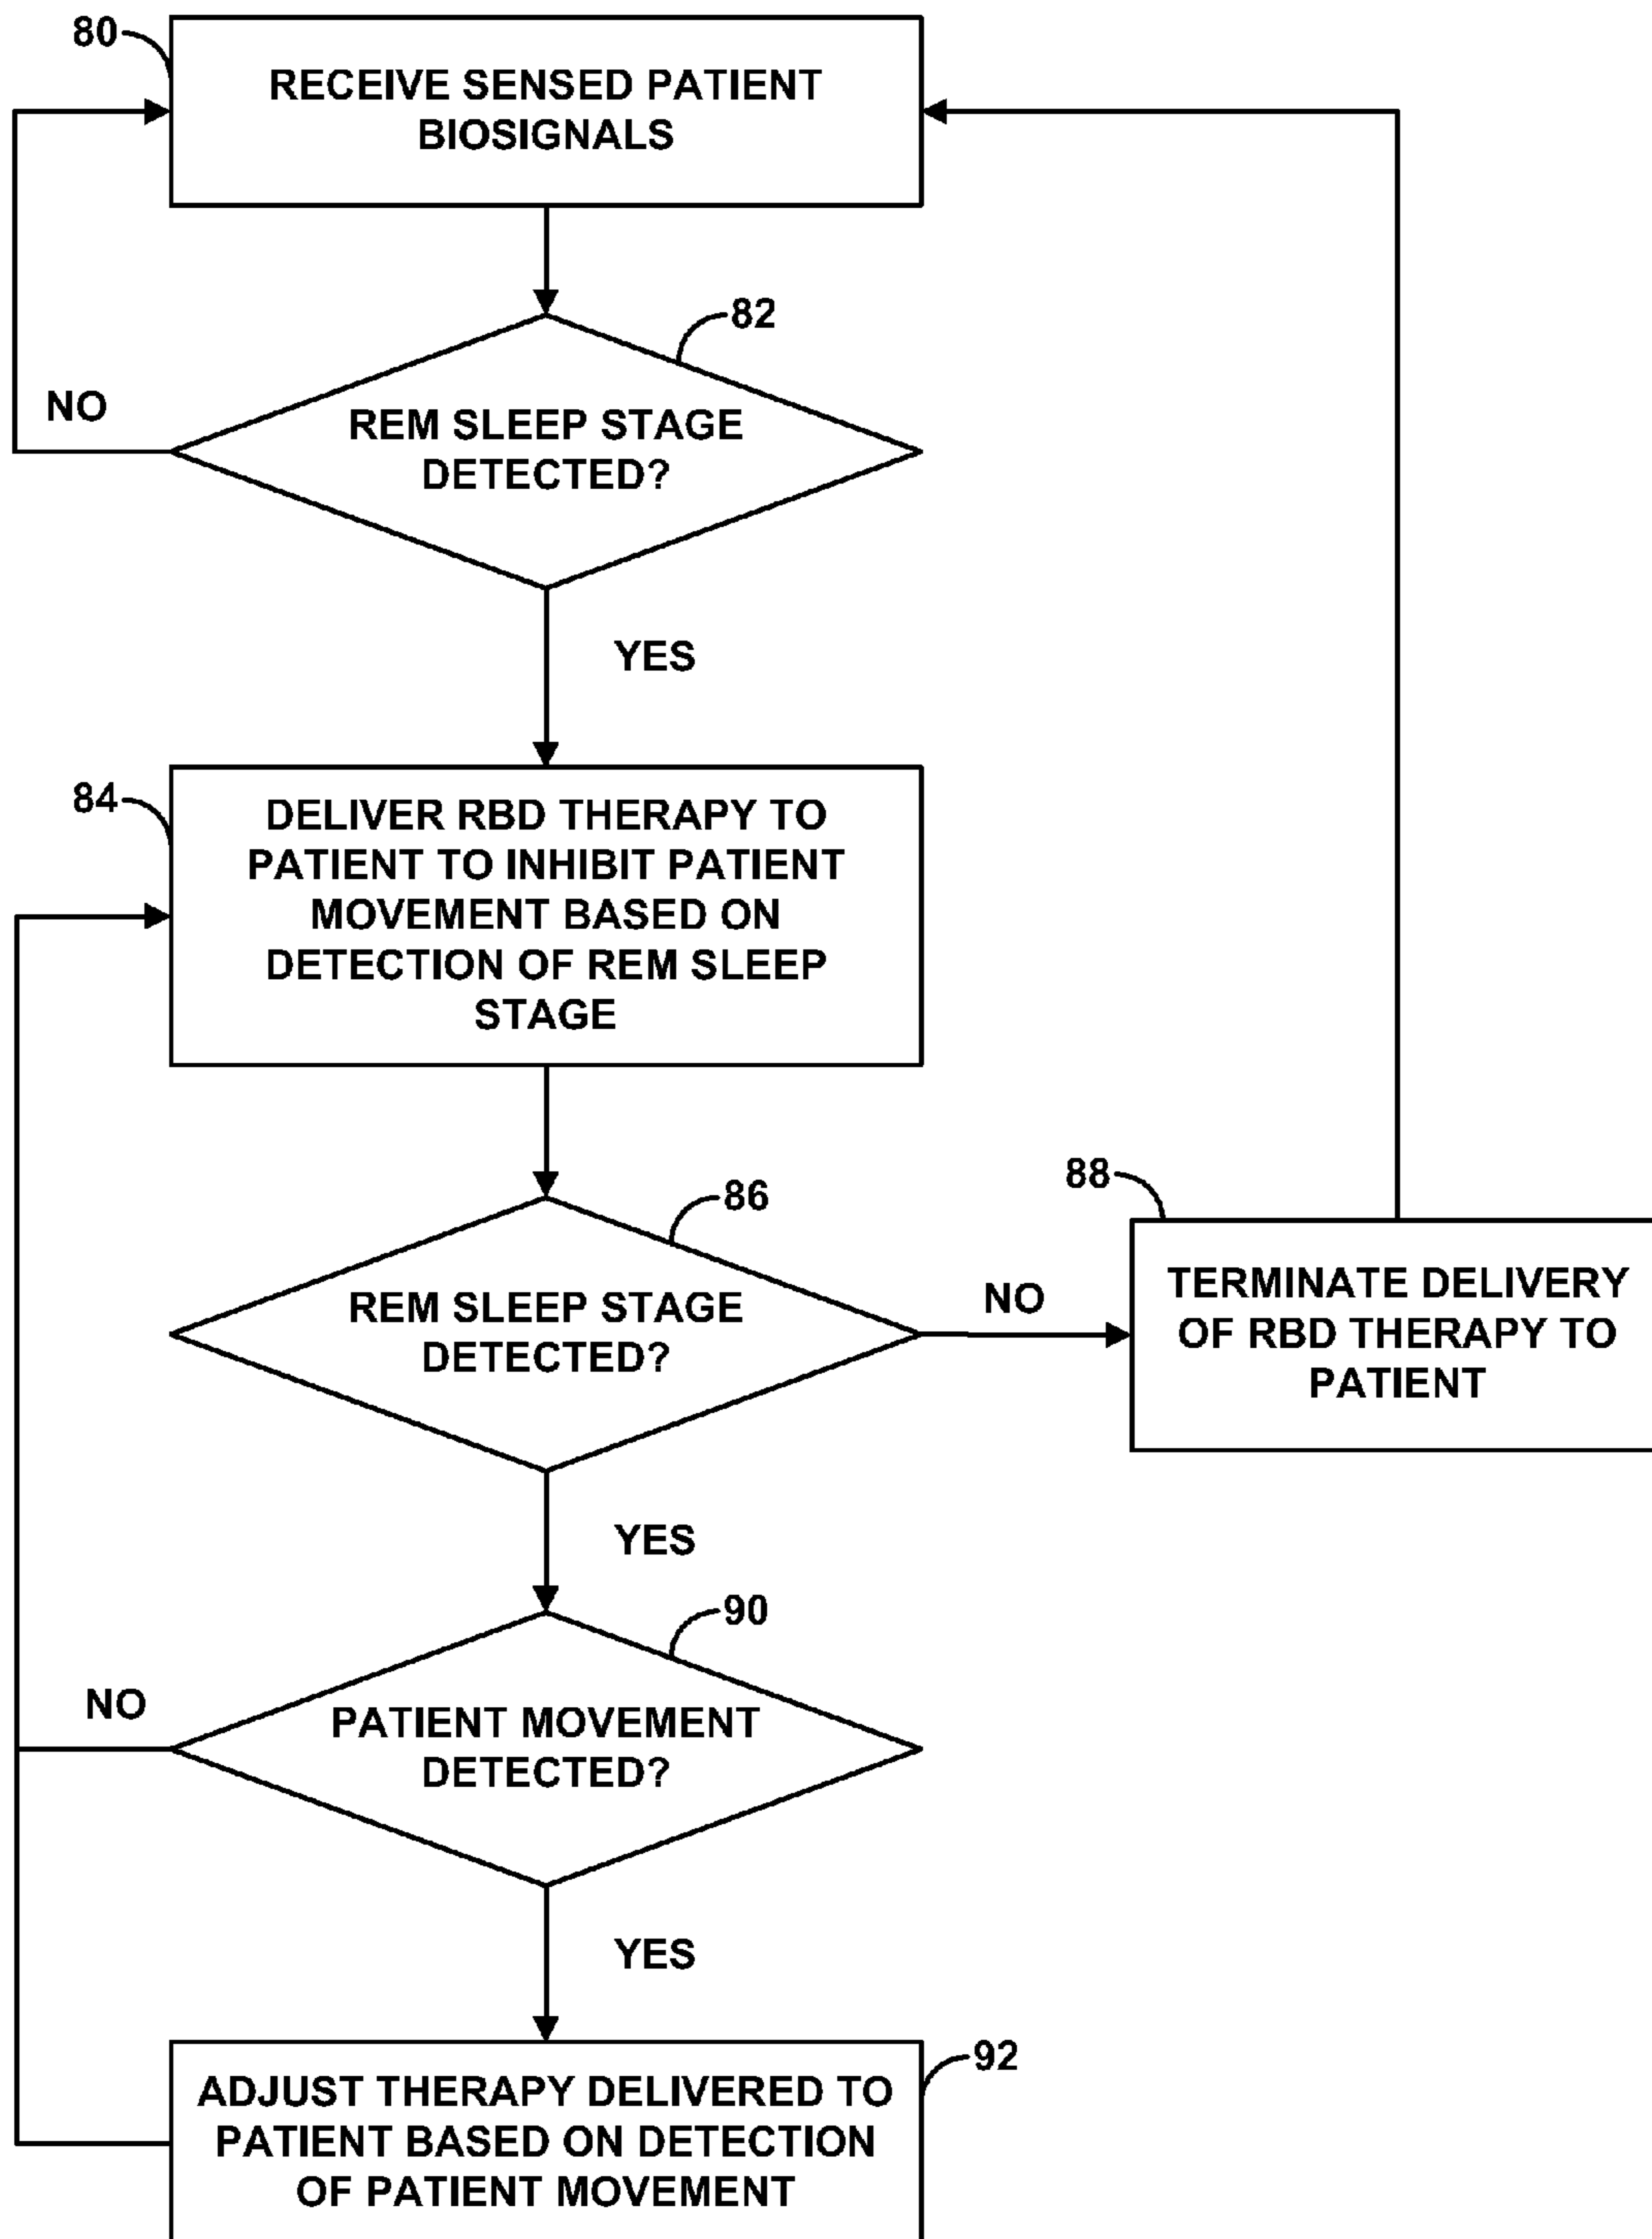 80
RECEIVE SENSED PATIENT
BIOSIGNALS
82
NO
REM SLEEP STAGE
DETECTED?
YES
84
DELIVER RBD THERAPY TO
PATIENT TO INHIBIT PATIENT
MOVEMENT BASED ON
DETECTION OF REM SLEEP
STAGE
86
REM SLEEP STAGE
DETECTED?
NO
88
TERMINATE DELIVERY
OF RBD THERAPY TO
PATIENT
YES
90
NO
PATIENT MOVEMENT
DETECTED?
YES
92
ADJUST THERAPY DELIVERED TO
PATIENT BASED ON DETECTION
OF PATIENT MOVEMENT